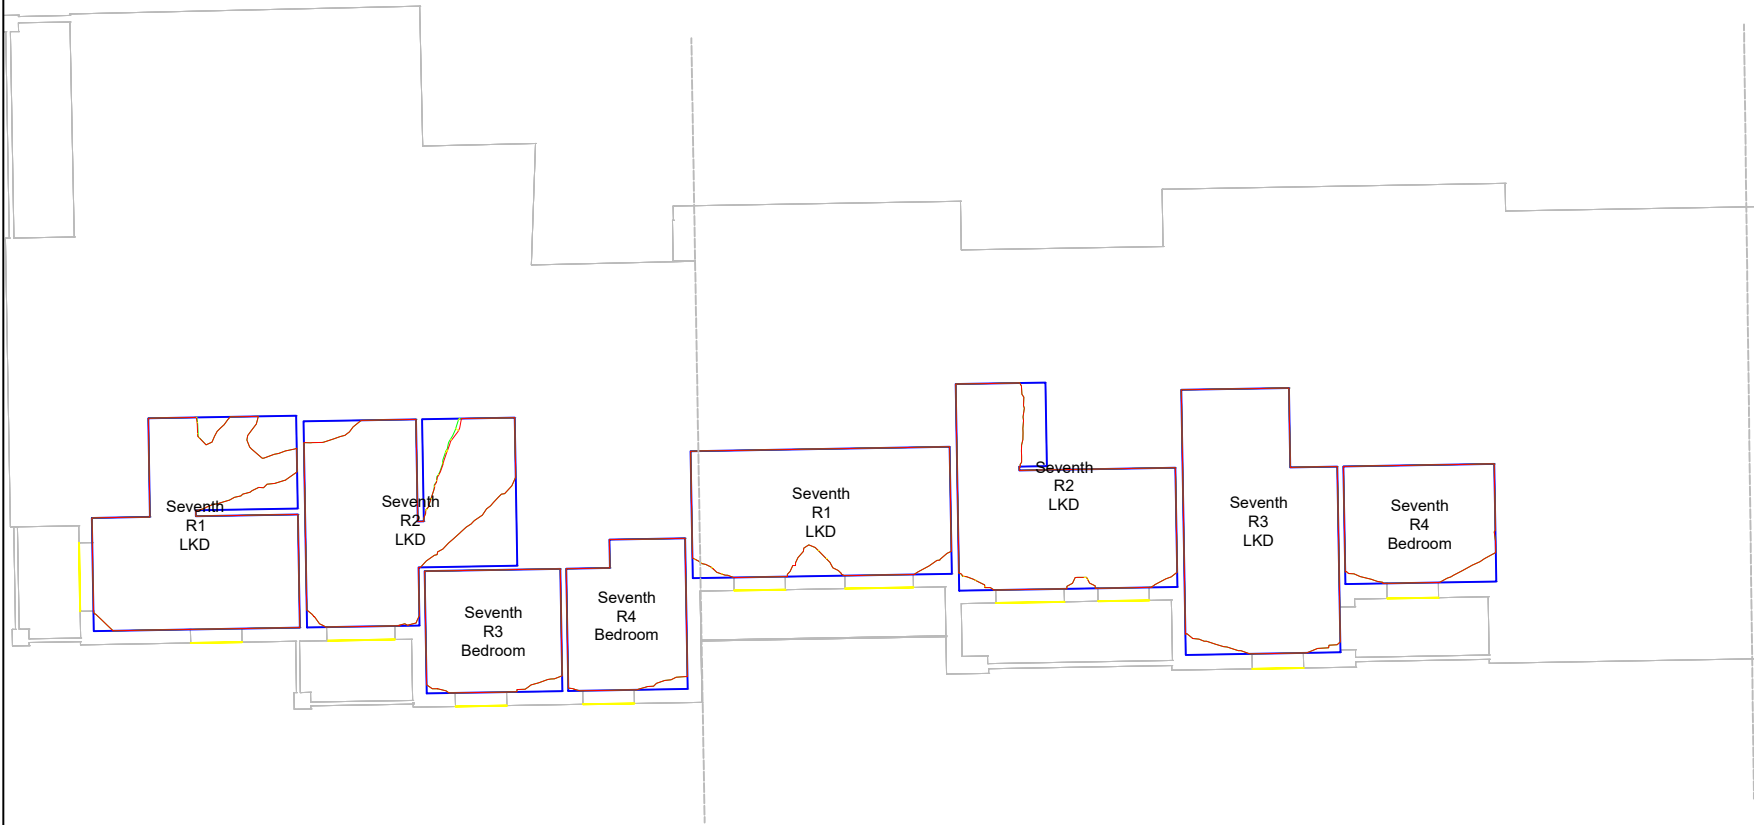 Seventh
R1
LKD
Seventh
R2
LKD
Seventh
R3
Bedroom
Seventh
R4
Bedroom
Seventh
R1
LKD
Seventh
R2
LKD
Seventh
R3
LKD
Seventh
R4
Bedroom